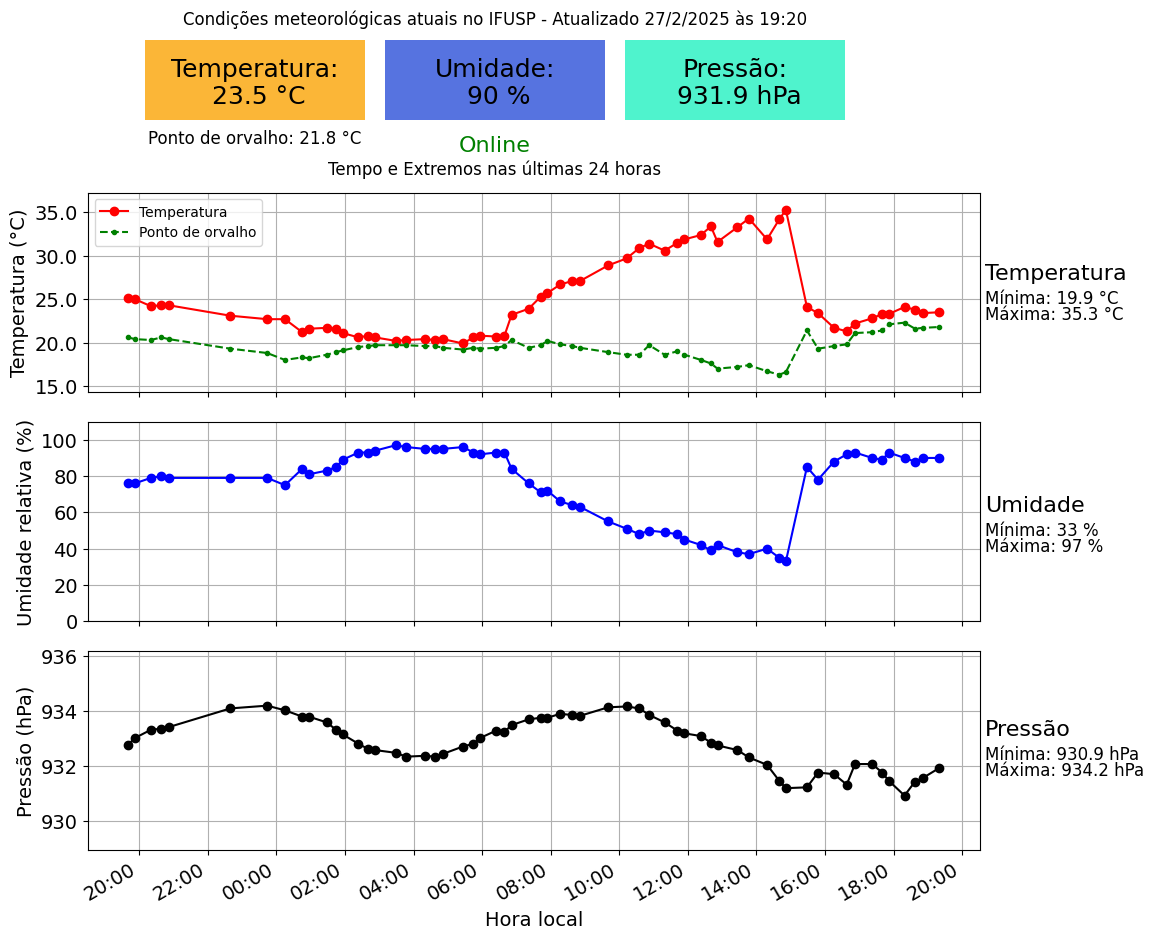 Condições meteorológicas atuais no IFUSP - Atualizado 27/2/2025 às 19:20
Temperatura:
23.5 °C
Umidade:
90 %
Pressão:
931.9 hPa
Ponto de orvalho: 21.8 °C
Online
Tempo e Extremos nas últimas 24 horas
Temperatura (°C)
35.0
30.0
25.0
20.0
15.0
Temperatura
Ponto de orvalho
Temperatura
Mínima: 19.9 °C
Máxima: 35.3 °C
Umidade relativa (%)
100
80
60
40
20
0
Umidade
Mínima: 33 %
Máxima: 97 %
Pressão (hPa)
936
934
932
930
Pressão
Mínima: 930.9 hPa
Máxima: 934.2 hPa
20:00
22:00
00:00
02:00
04:00
06:00
08:00
10:00
12:00
14:00
16:00
18:00
20:00
Hora local